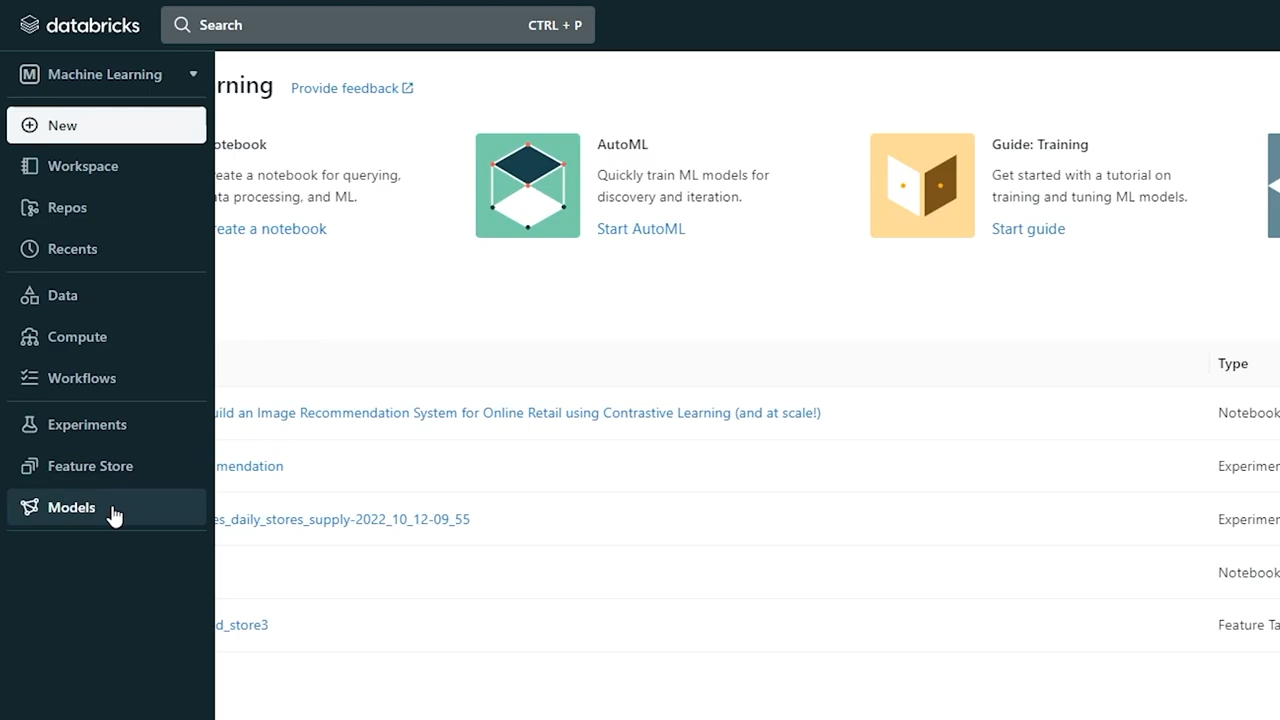 databricks
Search CTRL + P
M Machine Learning
rning Provide feedback
New
Workspace
Repos
Recents
Data
Compute
Workflows
Experiments
Feature Store
Models
otebook
eate a notebook for querying,
ata processing, and ML.
reate a notebook
AutoML
Quickly train ML models for
discovery and iteration.
Start AutoML
Guide: Training
Get started with a tutorial on
training and tuning ML models.
Start guide
Type
uild an Image Recommendation System for Online Retail using Contrastive Learning (and at scale!) Notebook
mendation Experimen
es_daily_stores_supply-2022_10_12-09_55 Experimen
Notebook
d_store3 Feature Ta